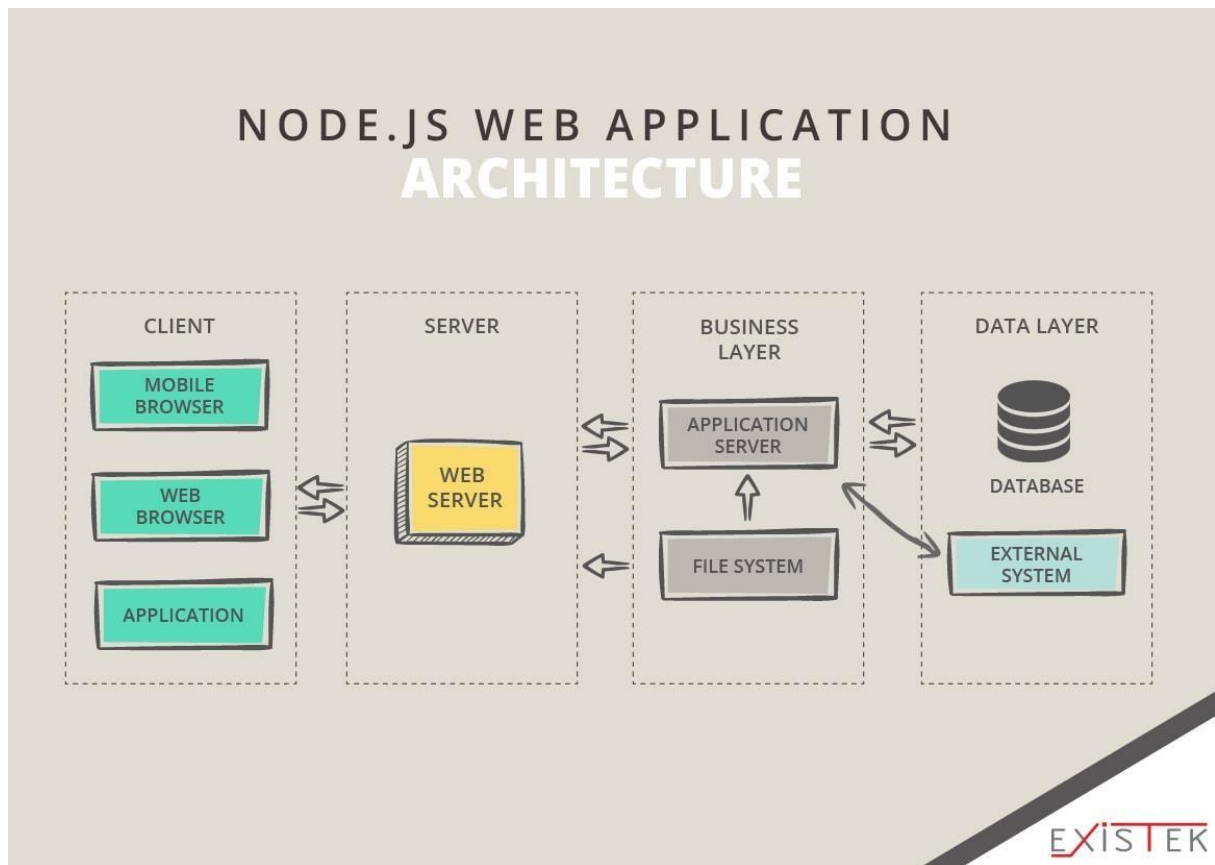 NODE.JS WEB APPLICATION
ARCHITECTURE
CLIENT
MOBILE
BROWSER
WEB
BROWSER
APPLICATION
SERVER
WEB
SERVER
BUSINESS
LAYER
APPLICATION
SERVER
FILE SYSTEM
DATA LAYER
DATABASE
EXTERNAL
SYSTEM
EXISTEK